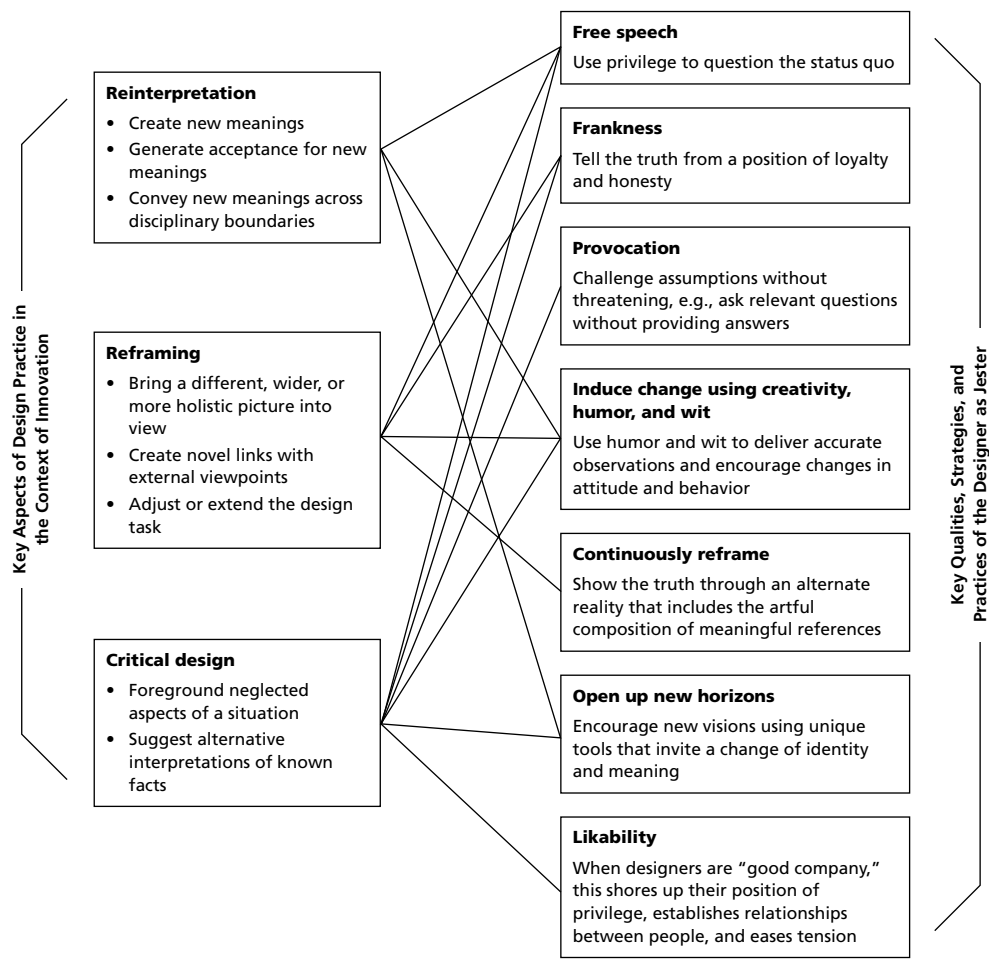 Key Aspects of Design Practice in
the Context of Innovation
Reinterpretation
• Create new meanings
• Generate acceptance for new
meanings
• Convey new meanings across
disciplinary boundaries
Reframing
• Bring a different, wider, or
more holistic picture into
view
• Create novel links with
external viewpoints
• Adjust or extend the design
task
Critical design
• Foreground neglected
aspects of a situation
• Suggest alternative
interpretations of known
facts
Free speech
Use privilege to question the status quo
Frankness
Tell the truth from a position of loyalty
and honesty
Provocation
Challenge assumptions without
threatening, e.g., ask relevant questions
without providing answers
Induce change using creativity,
humor, and wit
Use humor and wit to deliver accurate
observations and encourage changes in
attitude and behavior
Continuously reframe
Show the truth through an alternate
reality that includes the artful
composition of meaningful references
Open up new horizons
Encourage new visions using unique
tools that invite a change of identity
and meaning
Likability
When designers are “good company,”
this shores up their position of
privilege, establishes relationships
between people, and eases tension
Key Qualities, Strategies, and
Practices of the Designer as Jester